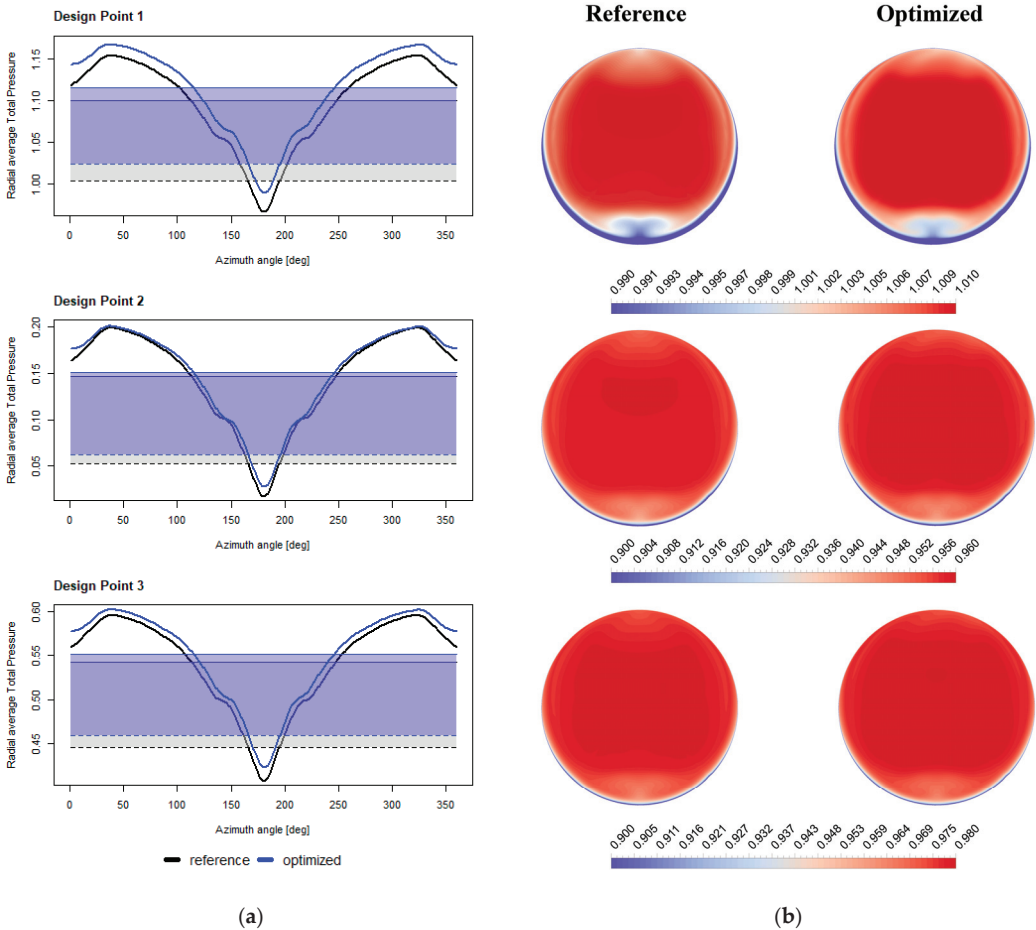 Design Point 1
Radial average Total Pressure
1.15
1.10
1.05
1.00
0 50 100 150 200 250 300 350
Azimuth angle [deg]
Design Point 2
Radial average Total Pressure
0.20
0.15
0.10
0.05
0 50 100 150 200 250 300 350
Azimuth angle [deg]
Design Point 3
Radial average Total Pressure
0.60
0.55
0.50
0.45
0 50 100 150 200 250 300 350
Azimuth angle [deg]
reference optimized
(a)
Reference Optimized
0.990 0.991 0.993 0.994 0.995 0.997 0.998 0.999 1.001 1.002 1.003 1.005 1.006 1.007 1.009 1.010
0.900 0.904 0.908 0.912 0.916 0.920 0.924 0.928 0.932 0.936 0.940 0.944 0.948 0.952 0.956 0.960
0.900 0.905 0.911 0.916 0.921 0.927 0.932 0.937 0.943 0.948 0.953 0.959 0.964 0.969 0.975 0.980
(b)